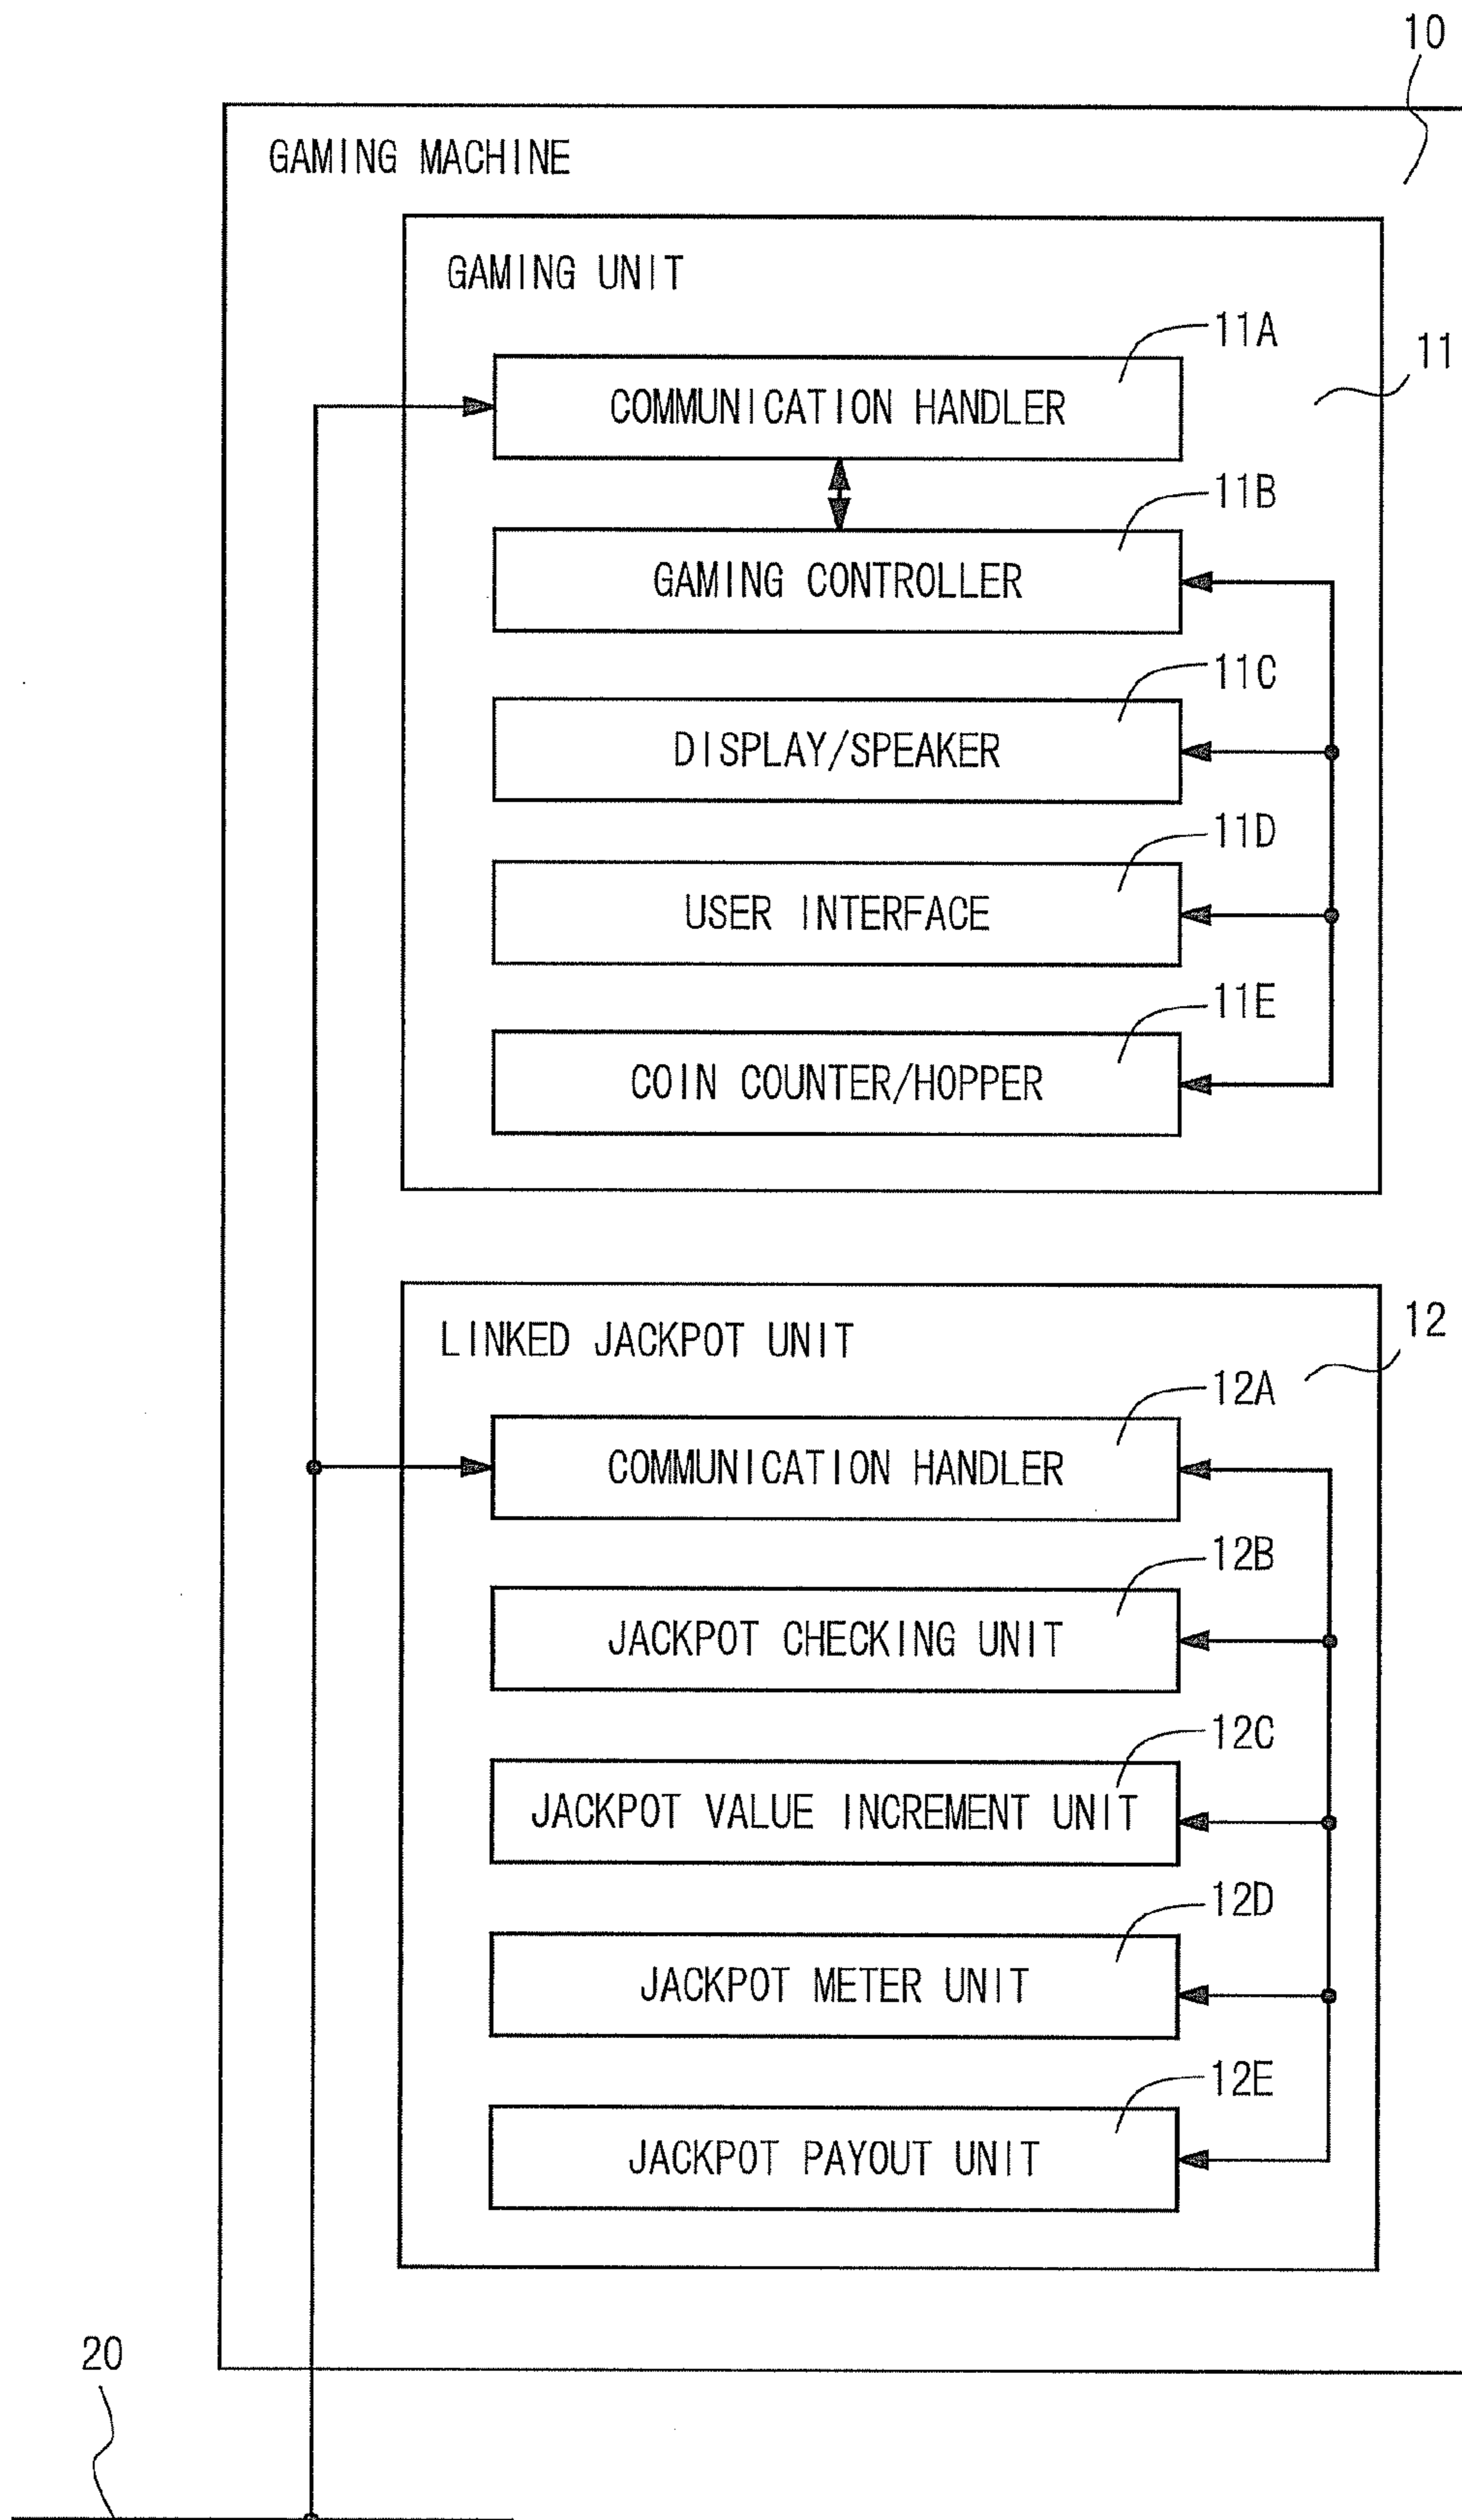 10
GAMING MACHINE
GAMING UNIT
11A
11
COMMUNICATION HANDLER
11B
GAMING CONTROLLER
11C
DISPLAY/SPEAKER
11D
USER INTERFACE
11E
COIN COUNTER/HOPPER
12
LINKED JACKPOT UNIT
12A
COMMUNICATION HANDLER
12B
JACKPOT CHECKING UNIT
12C
JACKPOT VALUE INCREMENT UNIT
12D
JACKPOT METER UNIT
12E
JACKPOT PAYOUT UNIT
20